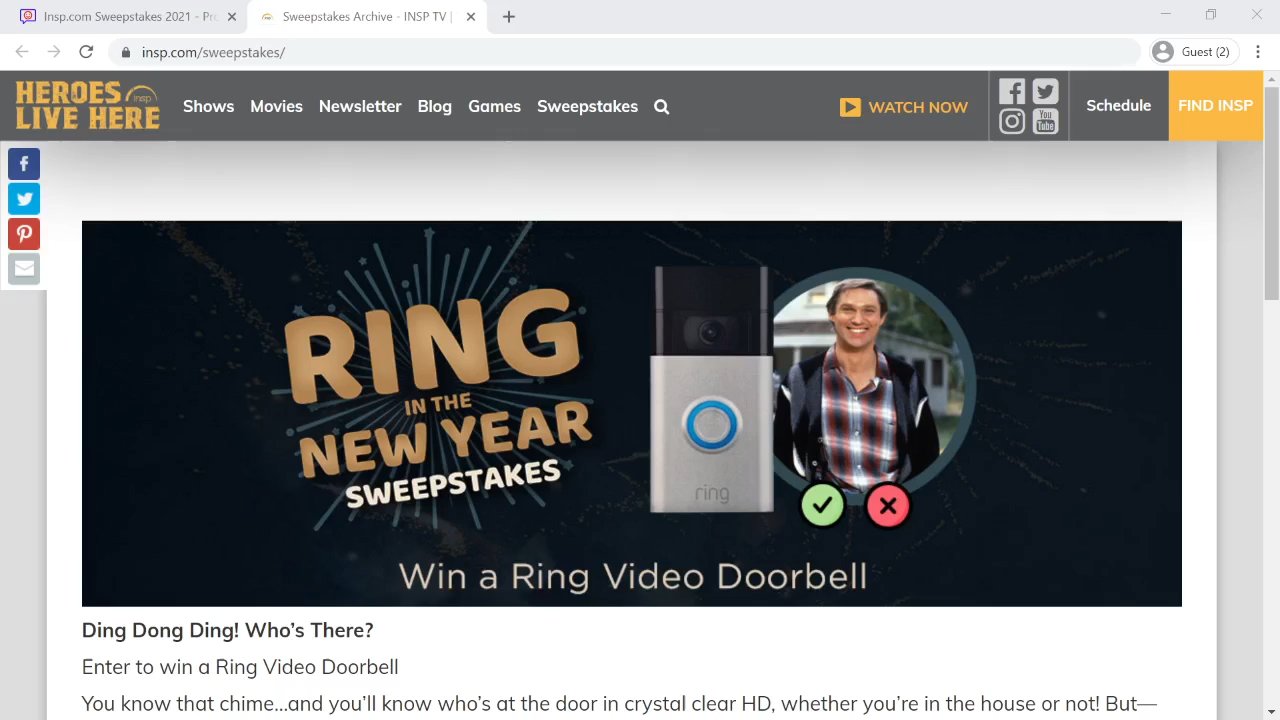 Insp.com Sweepstakes 2021 - Pr
Sweepstakes Archive - INSP TV |
insp.com/sweepstakes/
Guest (2)
HEROES insp
LIVE HERE
Shows Movies Newsletter Blog Games Sweepstakes
WATCH NOW
You
Tube
Schedule
FIND INSP
RING
IN THE
NEW YEAR
SWEEPSTAKES
ring
Win a Ring Video Doorbell
Ding Dong Ding! Who's There?
Enter to win a Ring Video Doorbell
You know that chime...and you'll know who's at the door in crystal clear HD, whether you're in the house or not! But—